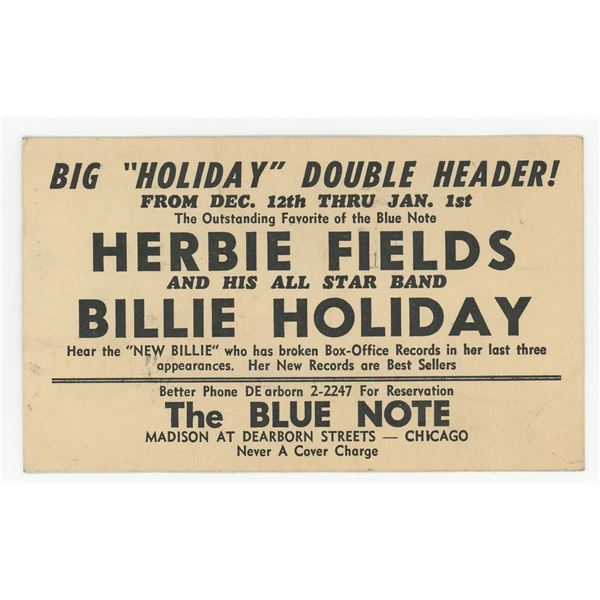 BIG "HOLIDAY" DOUBLE HEADER!
FROM DEC. 12th THRU JAN. 1st
The Outstanding Favorite of the Blue Note
HERBIE FIELDS
AND HIS ALL STAR BAND
BILLIE HOLIDAY
Hear the "NEW BILLIE" who has broken Box-Office Records in her last three
appearances. Her New Records are Best Sellers
Better Phone DE arborn 2-2247 For Reservation
The BLUE NOTE
MADISON AT DEARBORN STREETS — CHICAGO
Never A Cover Charge